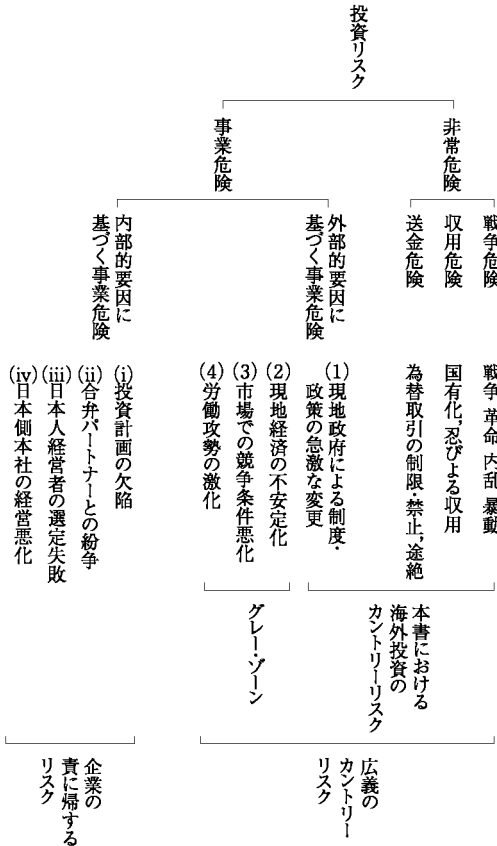 投資リスク
非常危険
事業危険
戦争危険
収用危険
送金危険
外部的要因に
基づく事業危険
内部的要因に
基づく事業危険
戦争 革命 内乱 暴動
国有化,忍びよる収用
為替取引の制限・禁止,途絶
(1)現地政府による制度・
政策の急激な変更
(2)現地経済の不安定化
(3)市場での競争条件悪化
(4)労働攻勢の激化
(i)投資計画の欠陥
(ii)合弁パートナーとの紛争
(iii)日本人経営者の選定失敗
(iv)日本側本社の経営悪化
本書における
海外投資の
カントリーリスク
グレー・ゾーン
広義の
カントリー
リスク
企業の
責に帰する
リスク